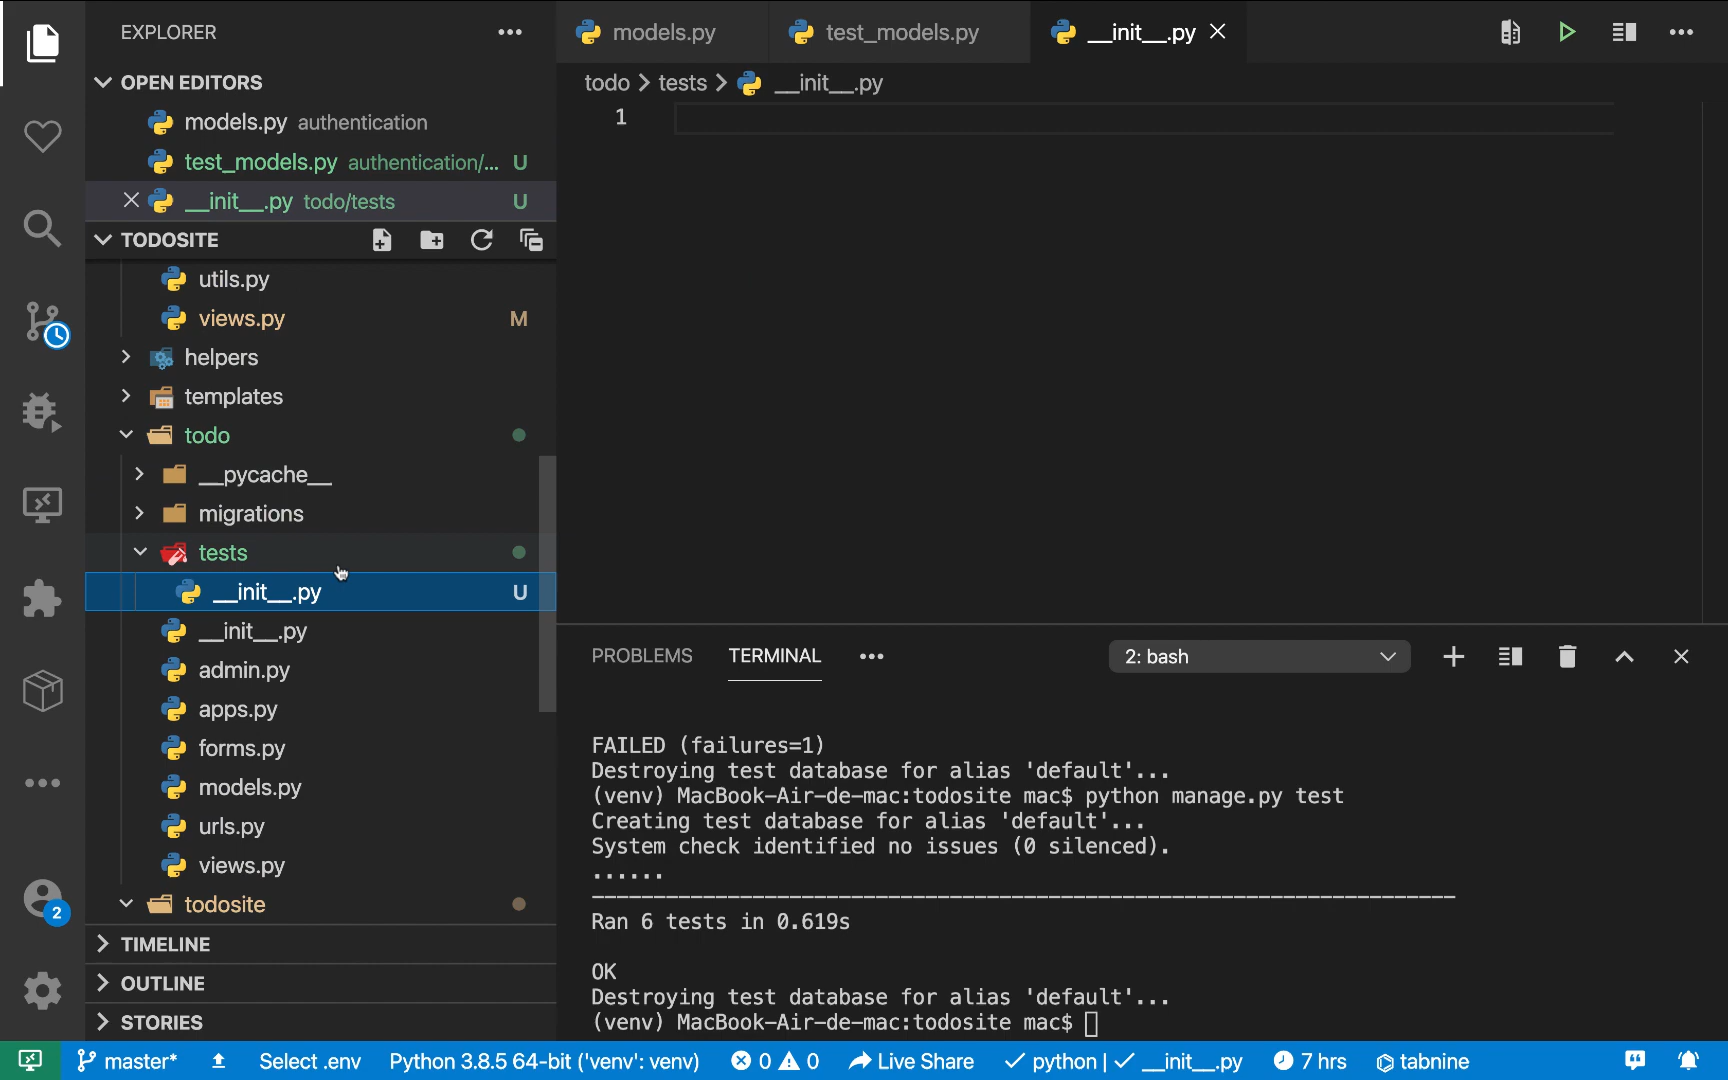 EXPLORER
models.py
test_models.py
__init__.py
OPEN EDITORS
models.py authentication
test_models.py authentication/... U
__init__.py todo/tests U
TODOSITE
utils.py
views.py M
helpers
templates
todo
__pycache__
migrations
tests
__init__.py U
__init__.py
admin.py
apps.py
forms.py
models.py
urls.py
views.py
todosite
TIMELINE
OUTLINE
STORIES
2
todo > tests > __init__.py
1
PROBLEMS TERMINAL 2: bash
FAILED (failures=1)
Destroying test database for alias 'default'...
(venv) MacBook-Air-de-mac:todosite mac$ python manage.py test
Creating test database for alias 'default'...
System check identified no issues (0 silenced).
......
----------------------------------------------------------------------
Ran 6 tests in 0.619s
OK
Destroying test database for alias 'default'...
(venv) MacBook-Air-de-mac:todosite mac$
master* Select .env Python 3.8.5 64-bit ('venv': venv) 0 0 Live Share python | __init__.py 7 hrs tabnine